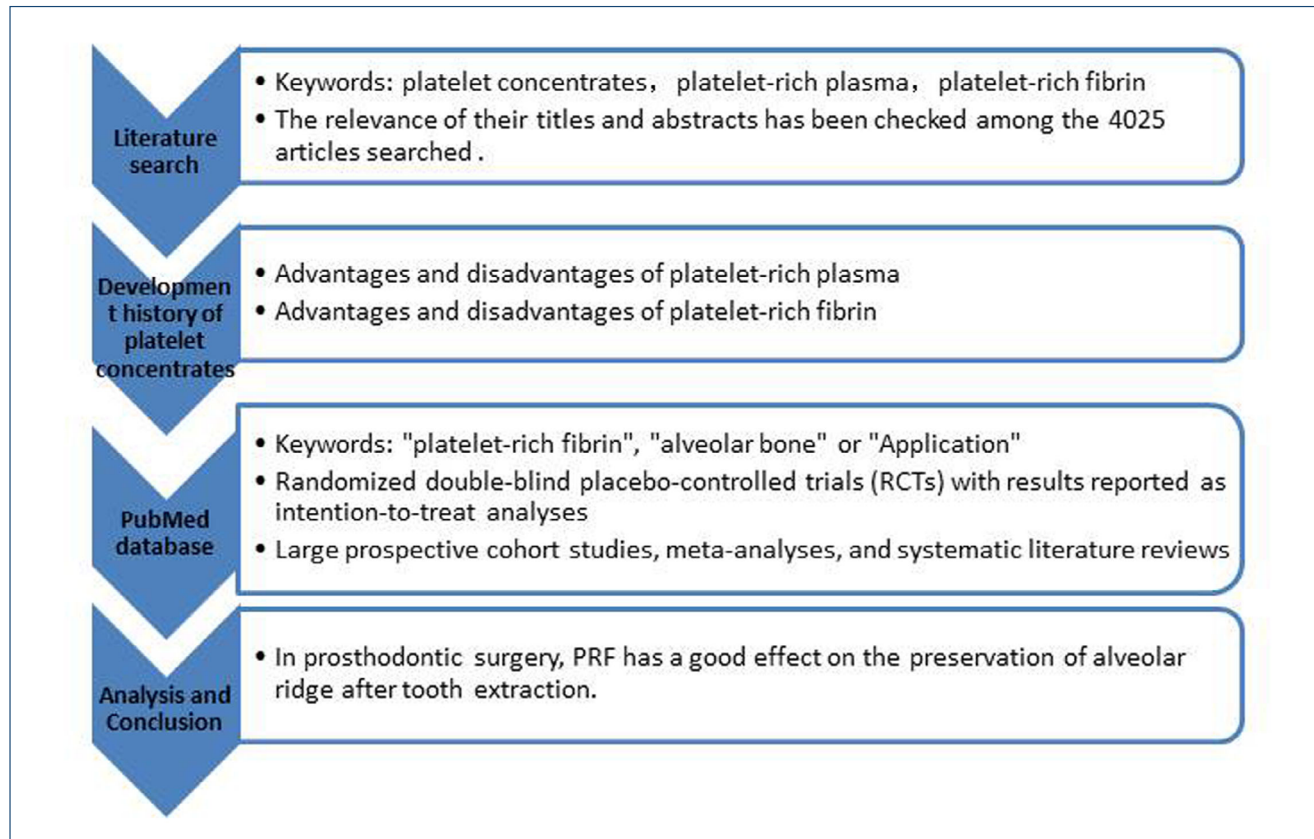 Literature
search
• Keywords: platelet concentrates，platelet-rich plasma，platelet-rich fibrin
• The relevance of their titles and abstracts has been checked among the 4025
articles searched .
Developmen
t history of
platelet
concentrates
• Advantages and disadvantages of platelet-rich plasma
• Advantages and disadvantages of platelet-rich fibrin
PubMed
database
• Keywords: "platelet-rich fibrin", "alveolar bone" or "Application"
• Randomized double-blind placebo-controlled trials (RCTs) with results reported as
intention-to-treat analyses
• Large prospective cohort studies, meta-analyses, and systematic literature reviews
Analysis and
Conclusion
• In prosthodontic surgery, PRF has a good effect on the preservation of alveolar
ridge after tooth extraction.